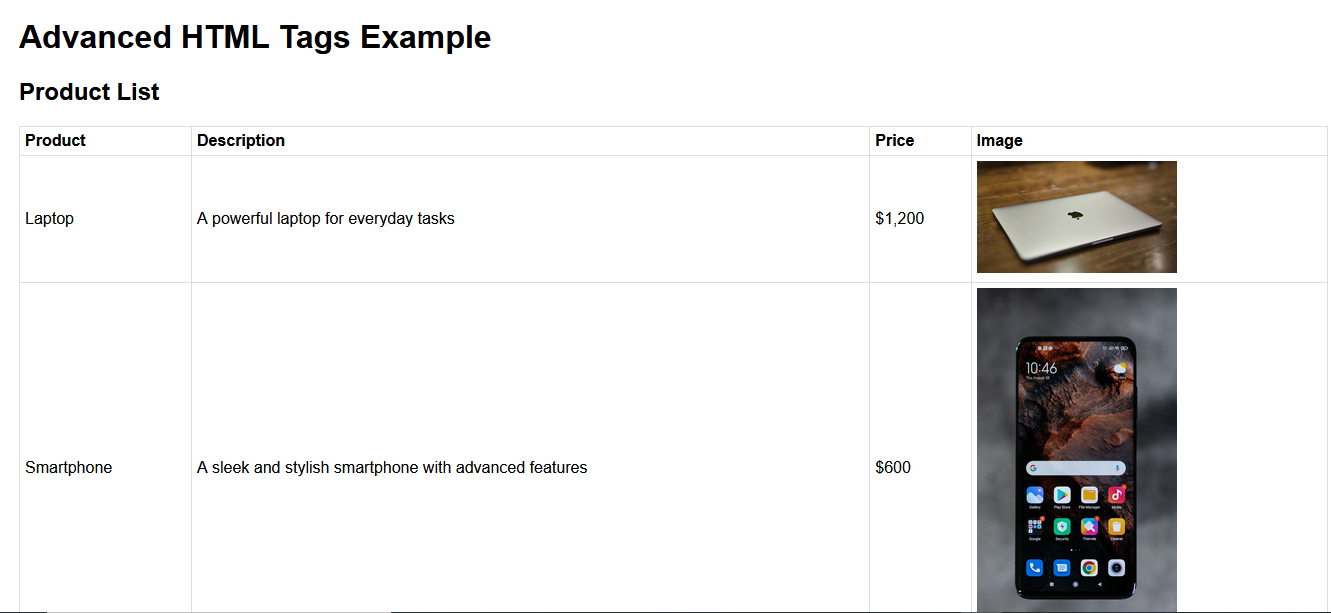 Advanced HTML Tags Example
Product List
Product Description Price Image
Laptop A powerful laptop for everyday tasks $1,200
Smartphone A sleek and stylish smartphone with advanced features $600
10:46
Gallery Play Store File Manager Music
Google Security Themes Cleaner